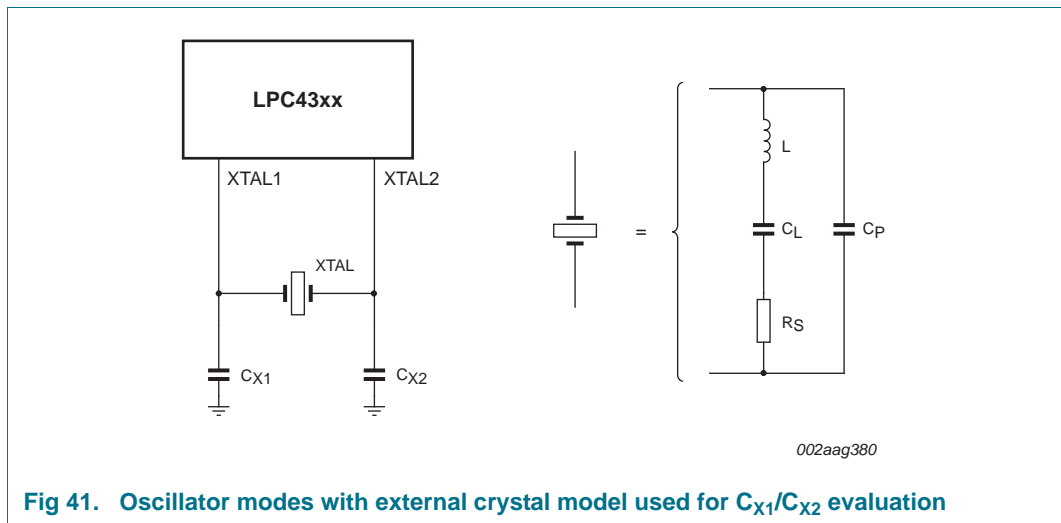 LPC43xx
XTAL1
XTAL2
XTAL
CX1
CX2
=
L
CL
CP
RS
002aag380
Fig 41. Oscillator modes with external crystal model used for CX1/CX2 evaluation